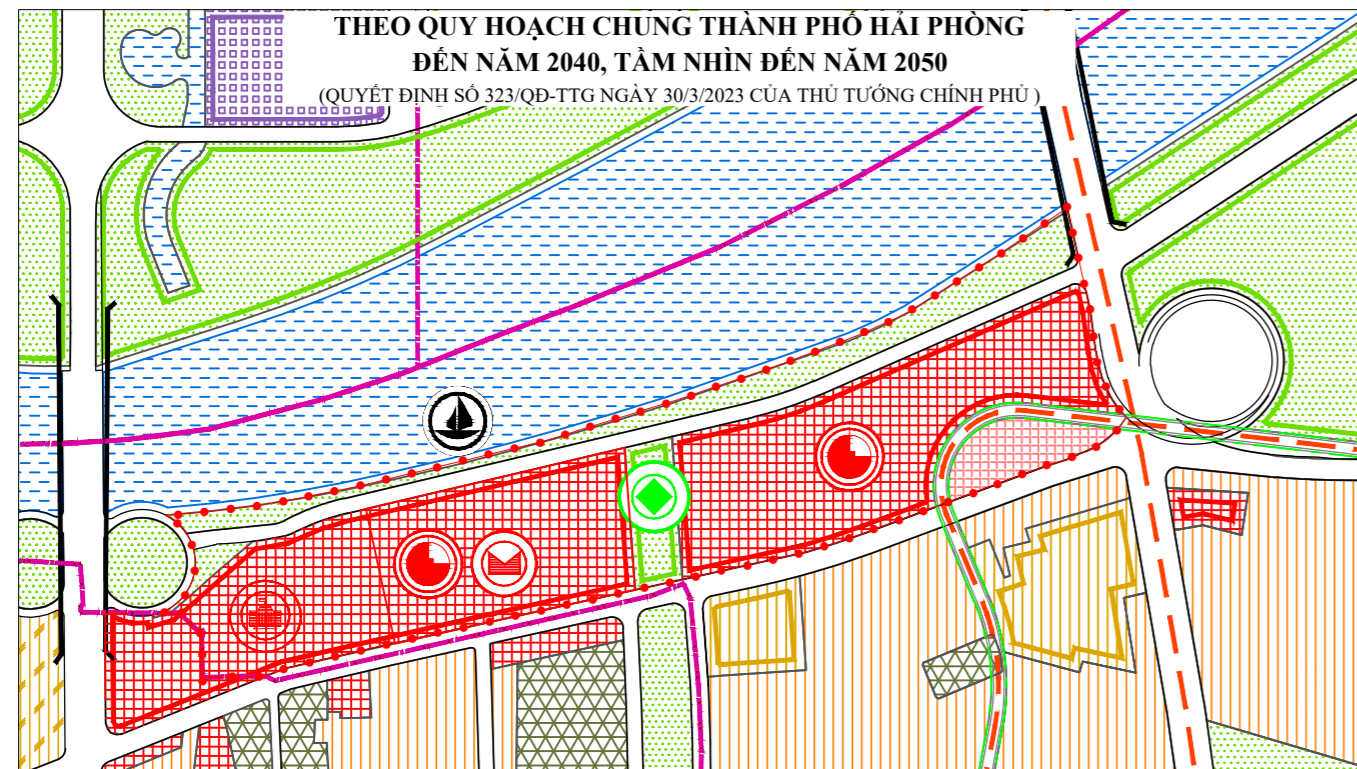 THEO QUY HOẠCH CHUNG THÀNH PHỐ HẢI PHÒNG
ĐẾN NĂM 2040, TẦM NHÌN ĐẾN NĂM 2050
(QUYẾT ĐỊNH SỐ 323/QĐ-TTG NGÀY 30/3/2023 CỦA THỦ TƯỚNG CHÍNH PHỦ )